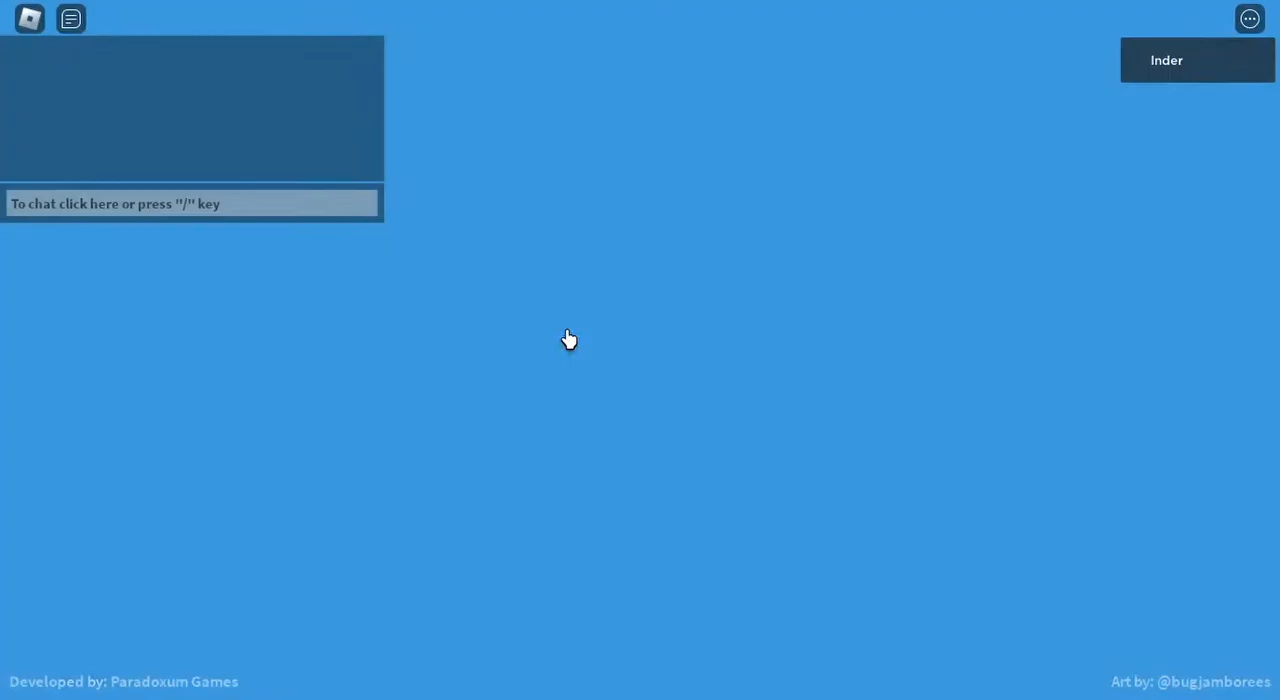 Inder
To chat click here or press "/" key
Developed by: Paradoxum Games
Art by: @bugjamborees